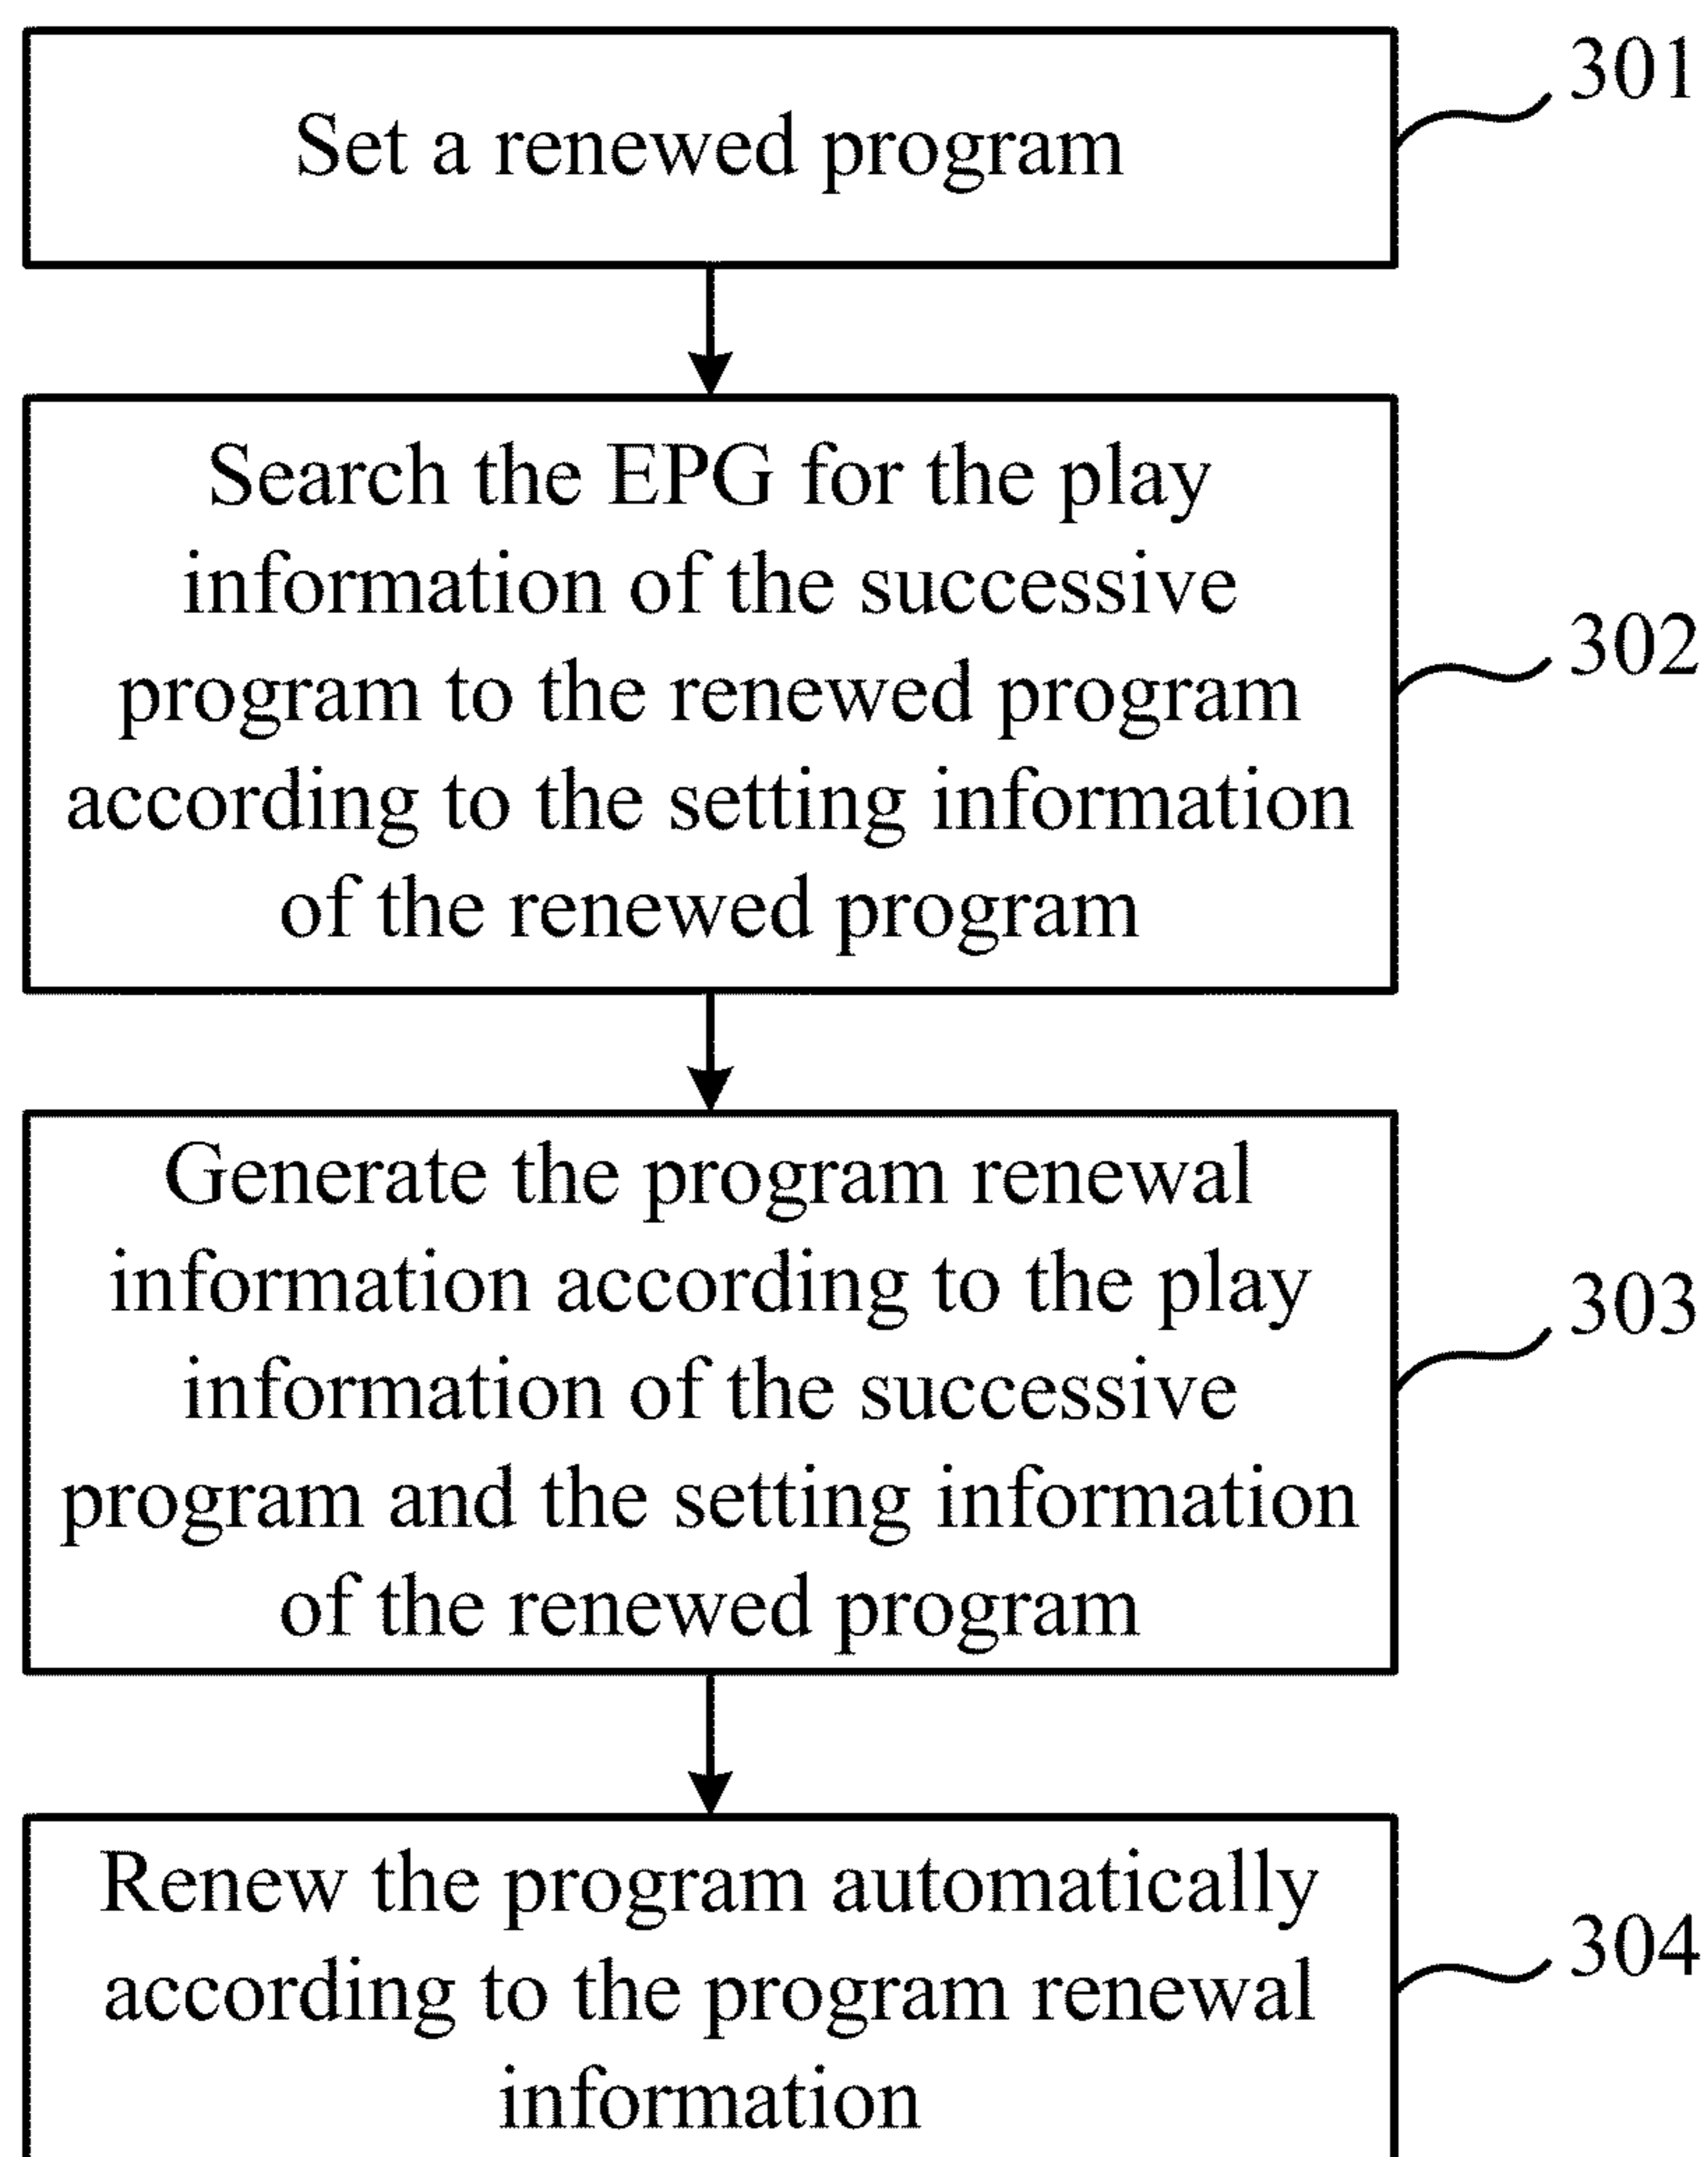 Set a renewed program
301
Search the EPG for the play
information of the successive
program to the renewed program
according to the setting information
of the renewed program
302
Generate the program renewal
information according to the play
information of the successive
program and the setting information
of the renewed program
303
Renew the program automatically
according to the program renewal
information
304